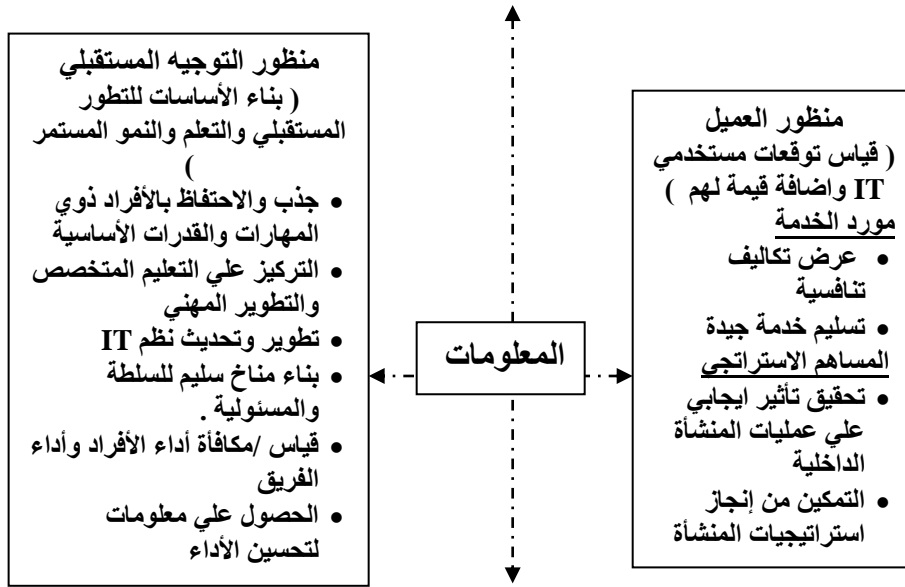 منظور العميل
( قياس توقعات مستخدمي
IT واضافة قيمة لهم )
مورد الخدمة
• عرض تكاليف
تنافسية
• تسليم خدمة جيدة
المساهم الاستراتجي
• تحقيق تأثير ايجابي
علي عمليات المنشأة
الداخلية
• التمكين من إنجاز
استراتيجيات المنشأة
المعلومات
منظور التوجيه المستقبلي
( بناء الأساسات للتطور
المستقبلي والتعلم والنمو المستمر
)
• جذب والاحتفاظ بالأفراد ذوي
المهارات والقدرات الأساسية
• التركيز علي التعليم المتخصص
والتطوير المهني
• تطوير وتحديث نظم IT
• بناء مناخ سليم للسلطة
والمسئولية .
• قياس /مكافأة أداء الأفراد وأداء
الفريق
• الحصول علي معلومات
لتحسين الأداء